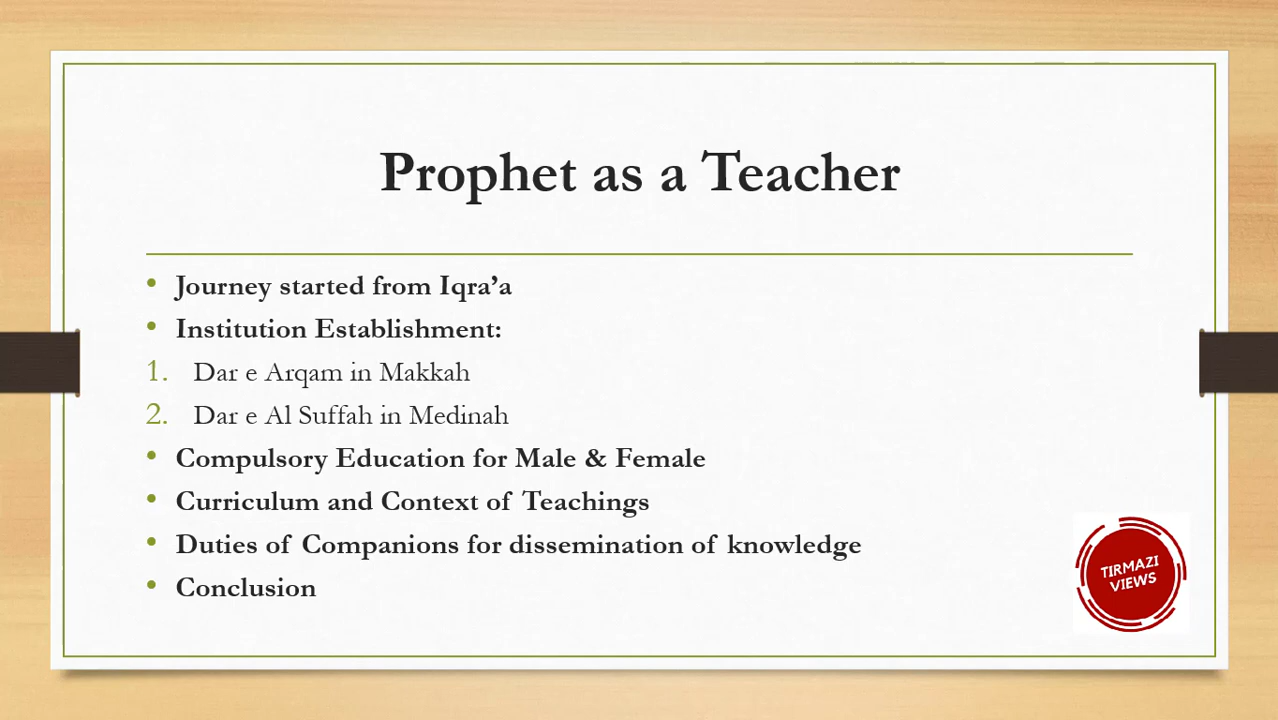 Prophet as a Teacher
• Journey started from Iqra’a
• Institution Establishment:
1. Dar e Arqam in Makkah
2. Dar e Al Suffah in Medinah
• Compulsory Education for Male & Female
• Curriculum and Context of Teachings
• Duties of Companions for dissemination of knowledge
• Conclusion
TIRMAZI
VIEWS